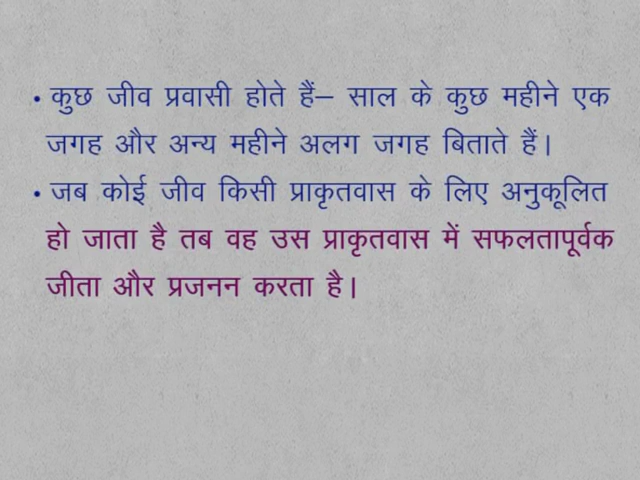 • कुछ जीव प्रवासी होते हैं– साल के कुछ महीने एक
जगह और अन्य महीने अलग जगह बिताते हैं।
• जब कोई जीव किसी प्राकृतवास के लिए अनुकूलित
हो जाता है तब वह उस प्राकृतवास में सफलतापूर्वक
जीता और प्रजनन करता है।